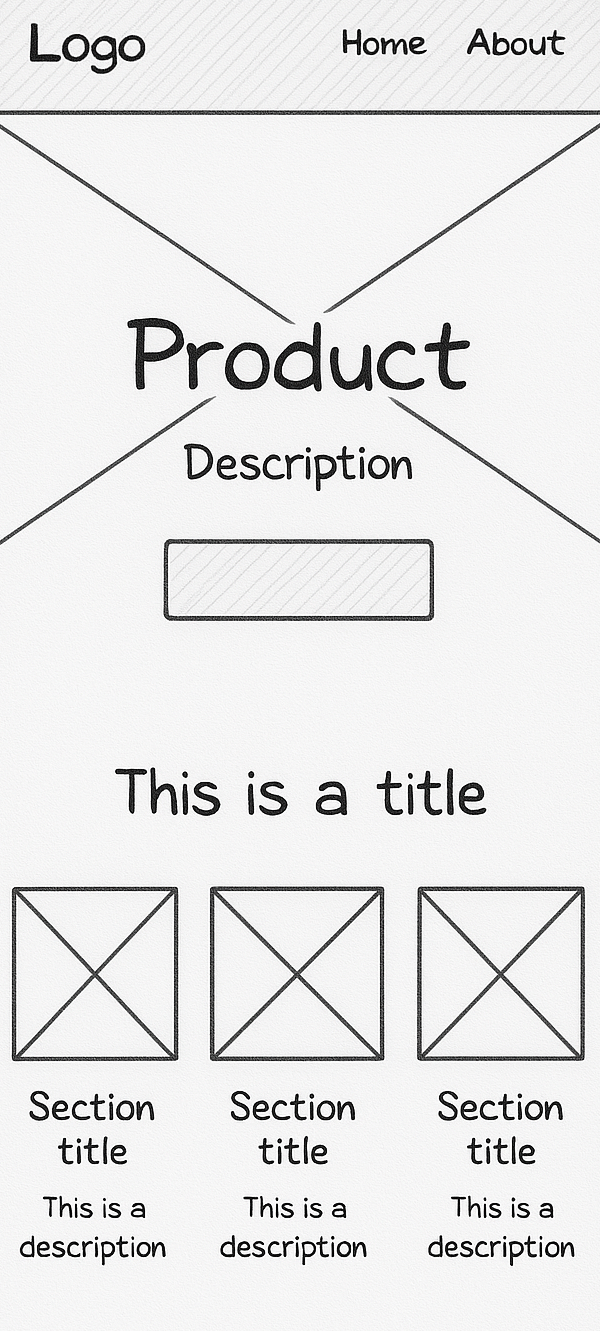 Logo Home About
Product
Description
This is a title
Section title
This is a description
Section title
This is a description
Section title
This is a description